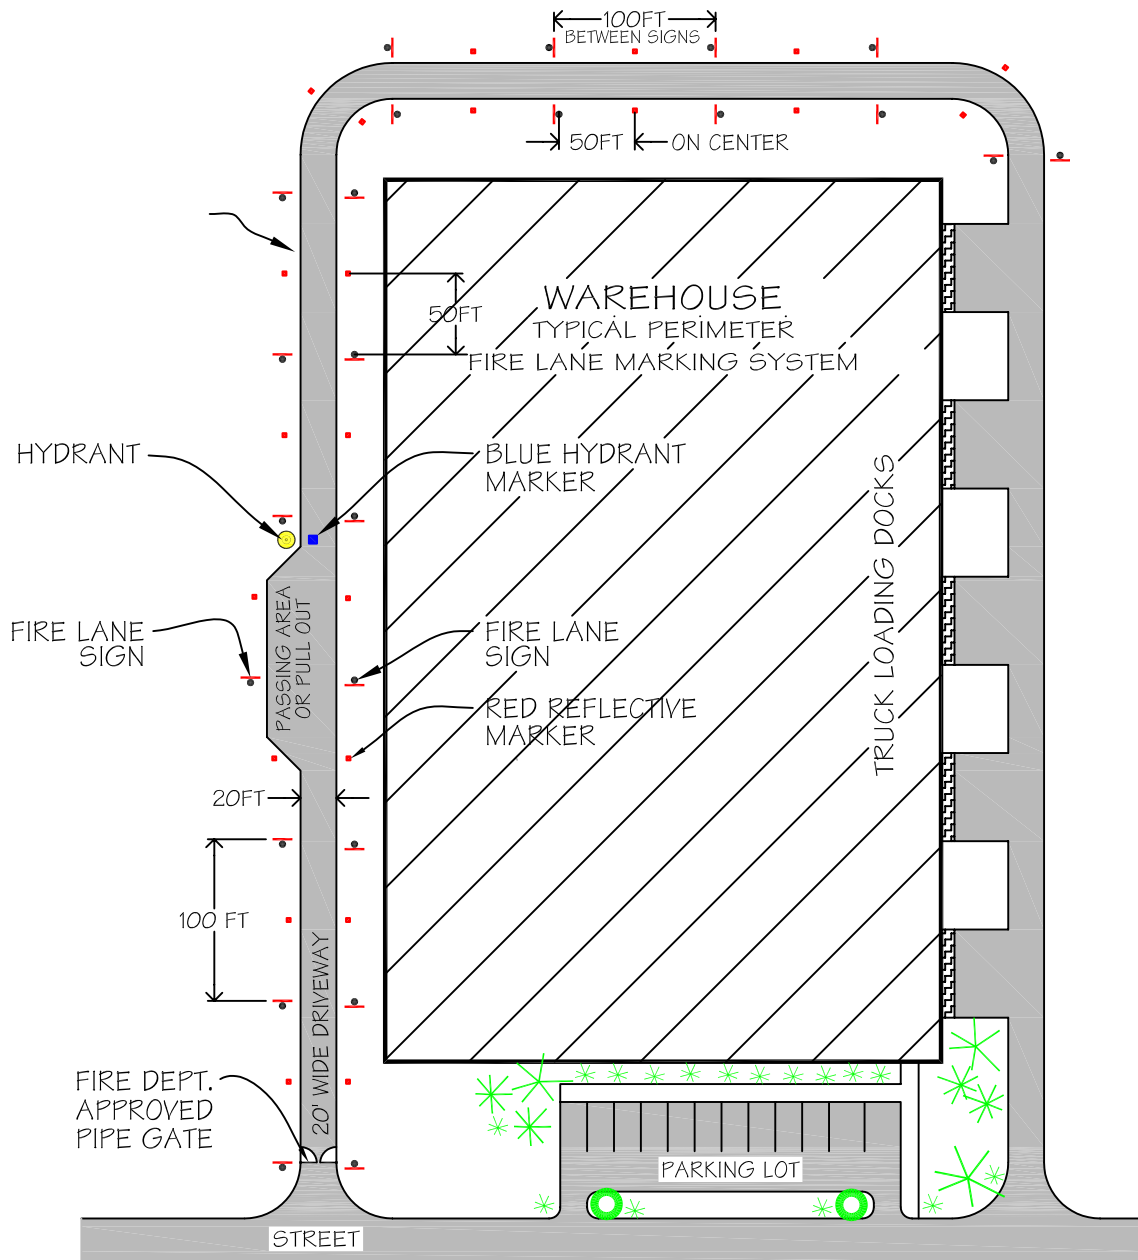 100FT
BETWEEN SIGNS
50FT
ON CENTER
WAREHOUSE
TYPICAL PERIMETER
FIRE LANE MARKING SYSTEM
50FT
HYDRANT
BLUE HYDRANT
MARKER
TRUCK LOADING DOCKS
PASSING AREA
OR PULL OUT
FIRE LANE
SIGN
FIRE LANE
SIGN
RED REFLECTIVE
MARKER
20FT
100 FT
20' WIDE DRIVEWAY
FIRE DEPT.
APPROVED
PIPE GATE
PARKING LOT
STREET